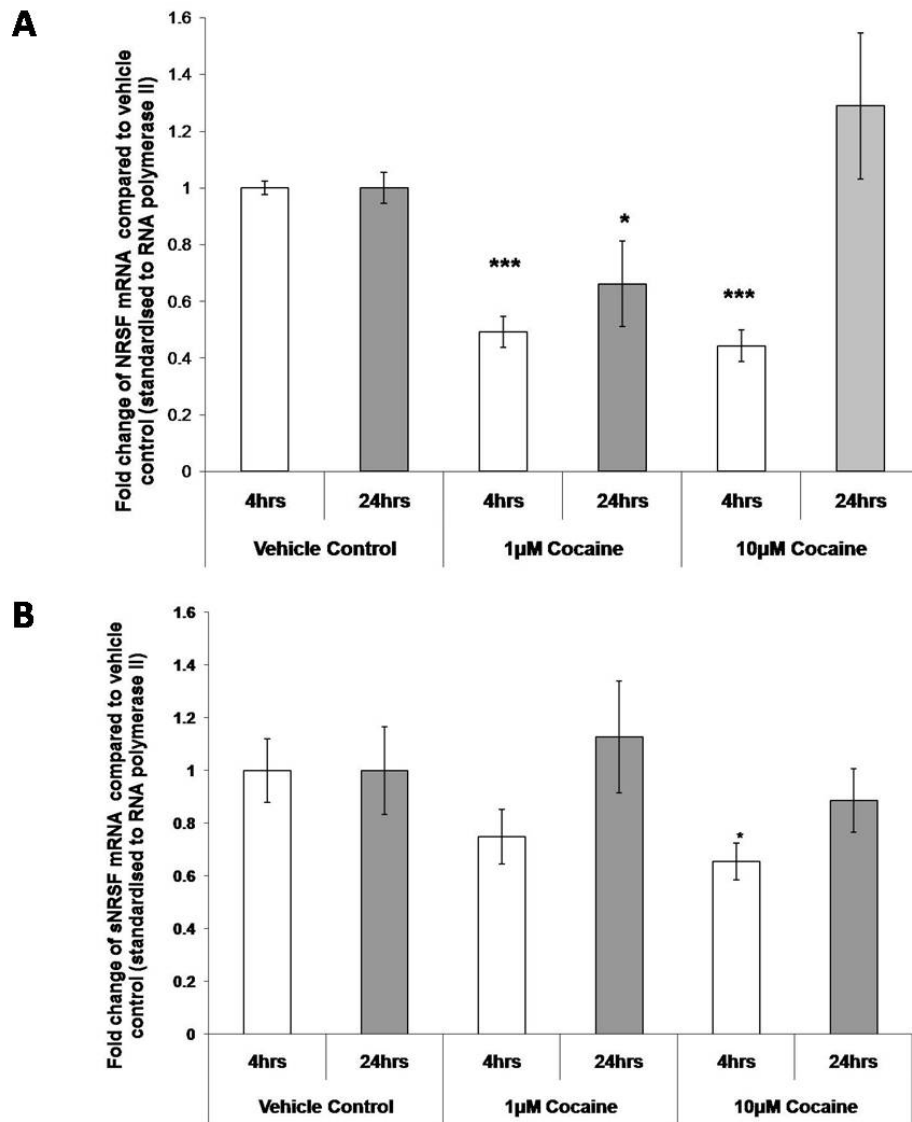 A
Fold change of NRSF mRNA compared to vehicle
control (standardised to RNA polymerase II)
1.6
1.4
1.2
1
0.8
0.6
0.4
0.2
0
***
*
***
4hrs 24hrs 4hrs 24hrs 4hrs 24hrs
Vehicle Control 1µM Cocaine 10µM Cocaine
B
Fold change of sNRSF mRNA compared to vehicle
control (standardised to RNA polymerase II)
1.6
1.4
1.2
1
0.8
0.6
0.4
0.2
0
*
4hrs 24hrs 4hrs 24hrs 4hrs 24hrs
Vehicle Control 1µM Cocaine 10µM Cocaine